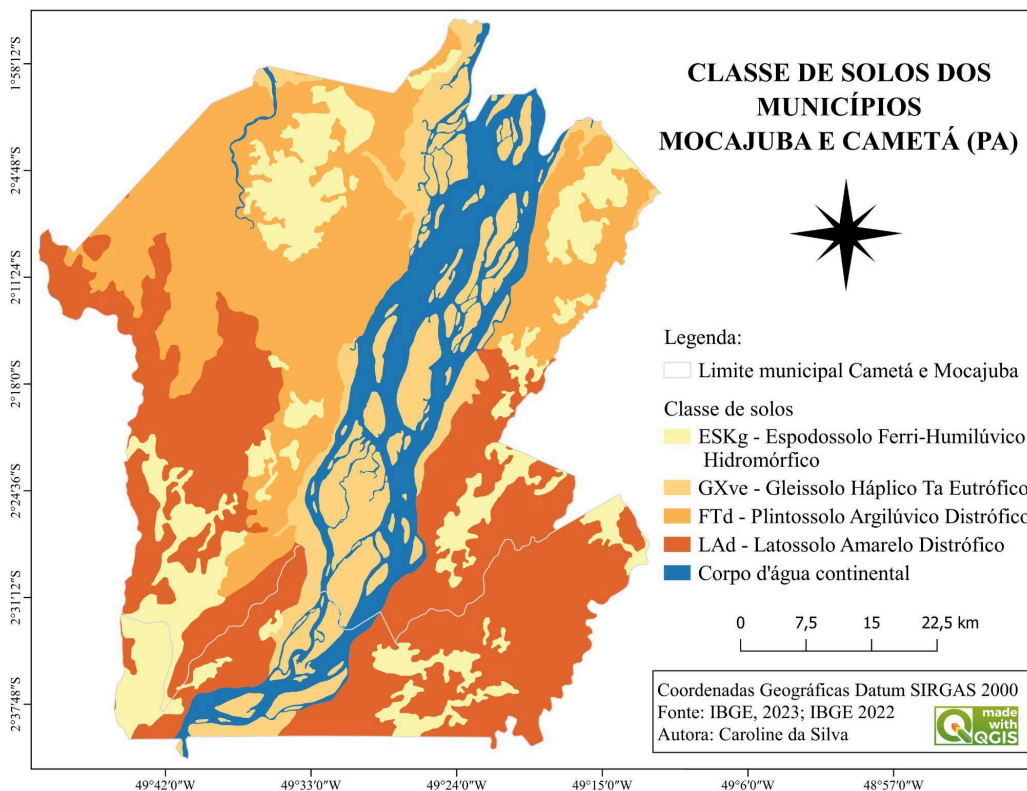 CLASSE DE SOLOS DOS
MUNICÍPIOS
MOCAJUBA E CAMETÁ (PA)
Legenda:
Limite municipal Cametá e Mocajuba
Classe de solos
ESKg - Espodossolo Ferri-Humilúvico
Hidromórfico
GXve - Gleissolo Háplico Ta Eutrófico
FTd - Plintossolo Argilúvico Distrófico
LAd - Latossolo Amarelo Distrófico
Corpo d'água continental
0 7,5 15 22,5 km
Coordenadas Geográficas Datum SIRGAS 2000
Fonte: IBGE, 2023; IBGE 2022
Autora: Caroline da Silva
made
with
QGIS
1°58'12"S
2°4'48"S
2°11'24"S
2°18'0"S
2°24'36"S
2°31'12"S
2°37'48"S
49°42'0"W 49°33'0"W 49°24'0"W 49°15'0"W 49°6'0"W 48°57'0"W